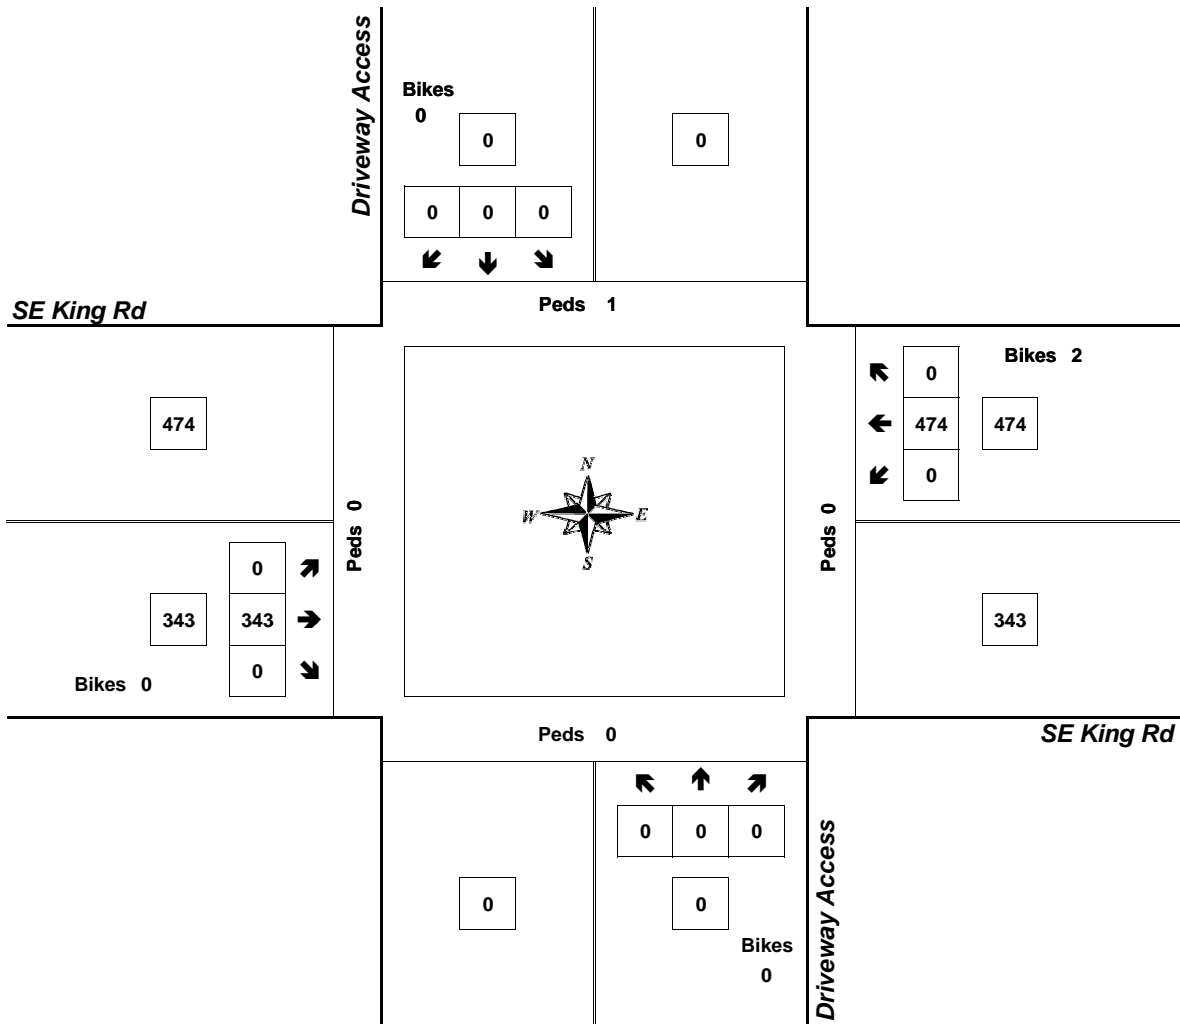 Driveway Access
Bikes
0
0
0
0 0 0
SE King Rd
Peds 1
0
Bikes 2
474
474 474
0
N
W E
S
Peds 0
Peds 0
0
343 343
0
Bikes 0
343
Peds 0
SE King Rd
0 0 0
0
0
Bikes
0
Driveway Access